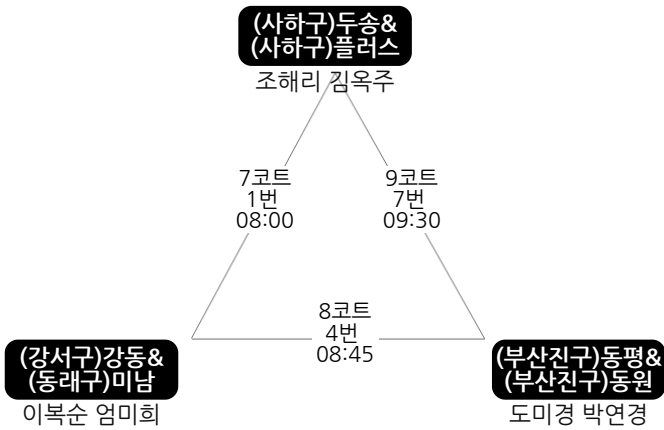 (사하구)두송&
(사하구)플러스
조해리 김옥주
7코트
1번
08:00
9코트
7번
09:30
8코트
4번
08:45
(강서구)강동&
(동래구)미남
이복순 엄미희
(부산진구)동평&
(부산진구)동원
도미경 박연경